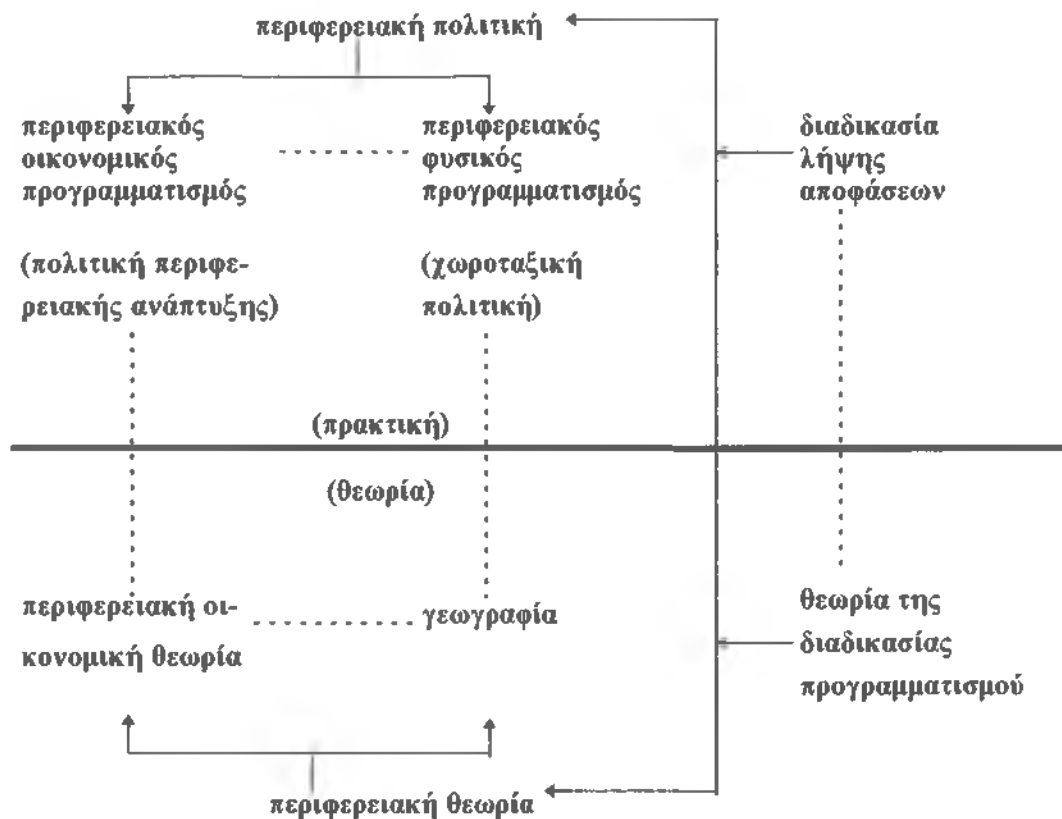 περιφερειακή πολιτική
περιφερειακός
οικονομικός
προγραμματισμός
περιφερειακός
φυσικός
προγραμματισμός
διαδικασία
λήψης
αποφάσεων
(πολιτική περιφε-
ρειακής ανάπτυξης)
(χωροταξική
πολιτική)
(πρακτική)
(θεωρία)
περιφερειακή οι-
κονομική θεωρία
γεωγραφία
θεωρία της
διαδικασίας
προγραμματισμού
περιφερειακή θεωρία